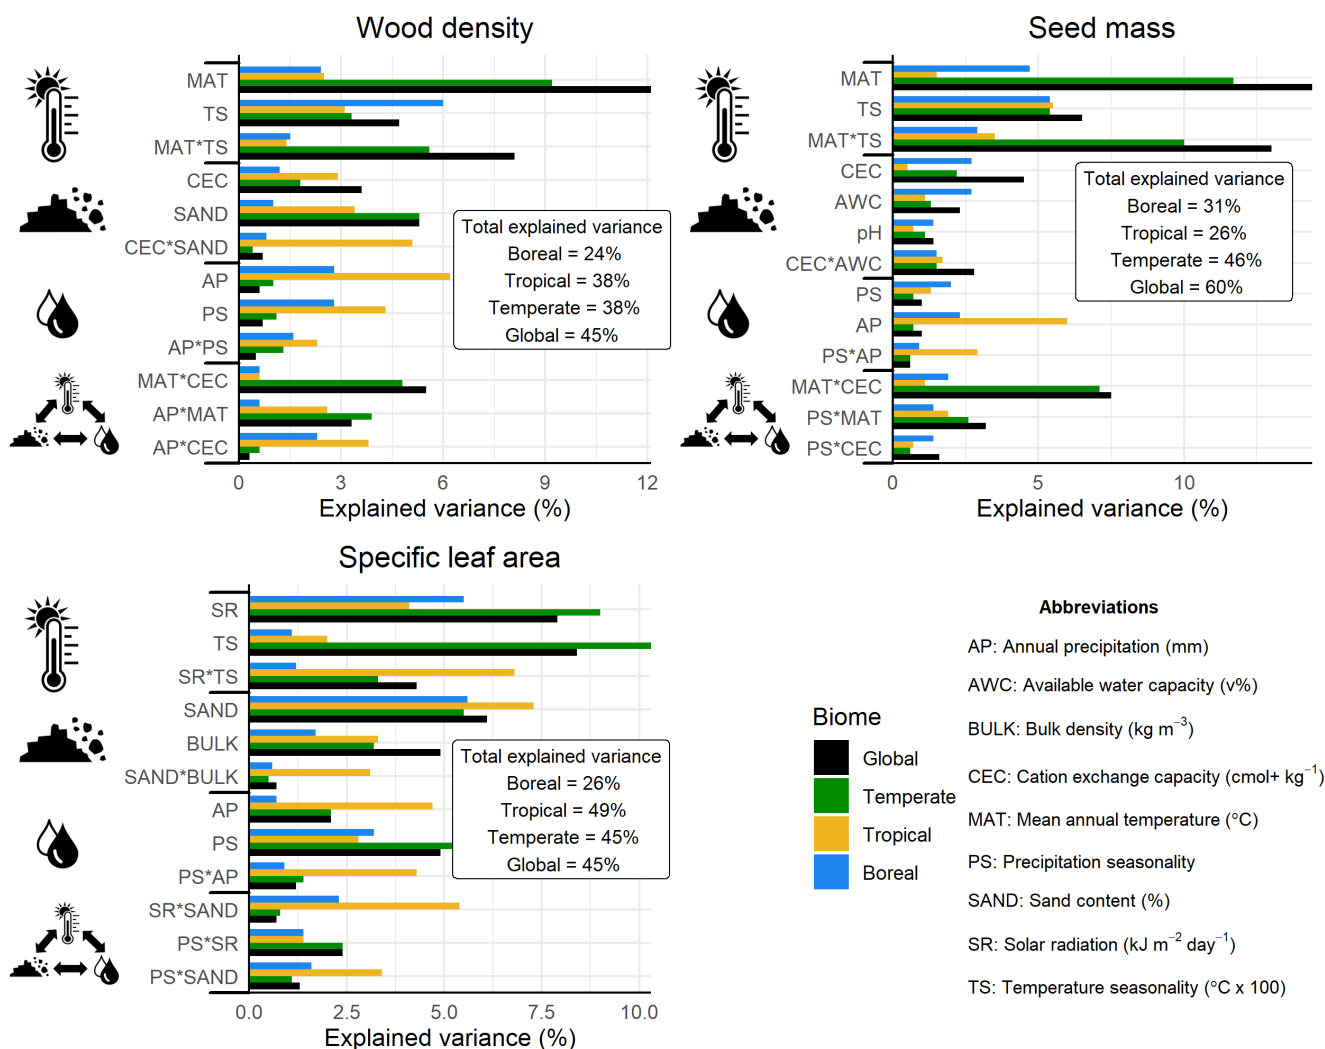 Wood density
MAT
TS
MAT*TS
CEC
SAND
CEC*SAND
AP
PS
AP*PS
MAT*CEC
AP*MAT
AP*CEC
Total explained variance
Boreal = 24%
Tropical = 38%
Temperate = 38%
Global = 45%
0 3 6 9 12
Explained variance (%)
Seed mass
MAT
TS
MAT*TS
CEC
AWC
pH
CEC*AWC
PS
AP
PS*AP
MAT*CEC
PS*MAT
PS*CEC
Total explained variance
Boreal = 31%
Tropical = 26%
Temperate = 46%
Global = 60%
0 5 10
Explained variance (%)
Specific leaf area
SR
TS
SR*TS
SAND
BULK
SAND*BULK
AP
PS
PS*AP
SR*SAND
PS*SR
PS*SAND
Total explained variance
Boreal = 26%
Tropical = 49%
Temperate = 45%
Global = 45%
0.0 2.5 5.0 7.5 10.0
Explained variance (%)
Biome
Global
Temperate
Tropical
Boreal
Abbreviations
AP: Annual precipitation (mm)
AWC: Available water capacity (v%)
BULK: Bulk density (kg m⁻³)
CEC: Cation exchange capacity (cmol+ kg⁻¹)
MAT: Mean annual temperature (°C)
PS: Precipitation seasonality
SAND: Sand content (%)
SR: Solar radiation (kJ m⁻² day⁻¹)
TS: Temperature seasonality (°C x 100)